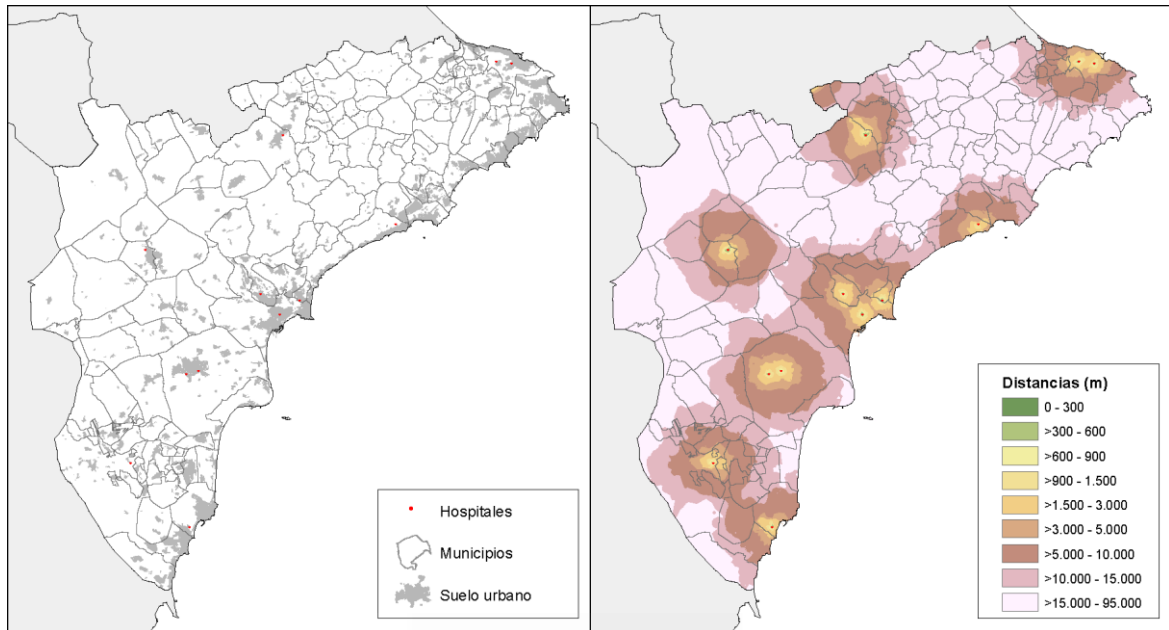 Hospitales
Municipios
Suelo urbano
Distancias (m)
0 - 300
>300 - 600
>600 - 900
>900 - 1.500
>1.500 - 3.000
>3.000 - 5.000
>5.000 - 10.000
>10.000 - 15.000
>15.000 - 95.000